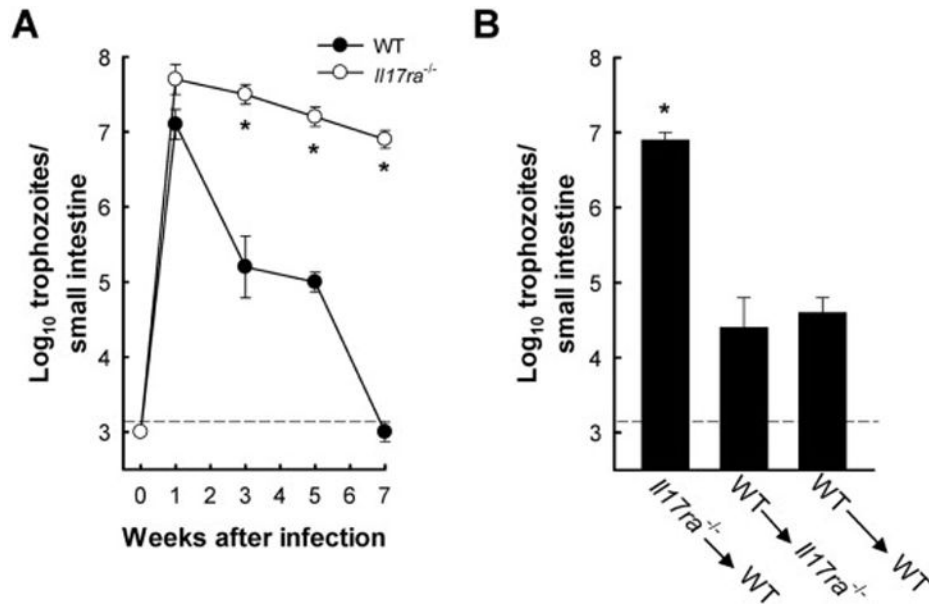 A
WT
Il17ra-/-
8
7
6
5
4
3
Log10 trophozoites/
small intestine
*
*
*
0 1 2 3 4 5 6 7
Weeks after infection
B
8
7
6
5
4
3
Log10 trophozoites/
small intestine
*
Il17ra-/- → WT
WT → Il17ra-/-
WT → WT